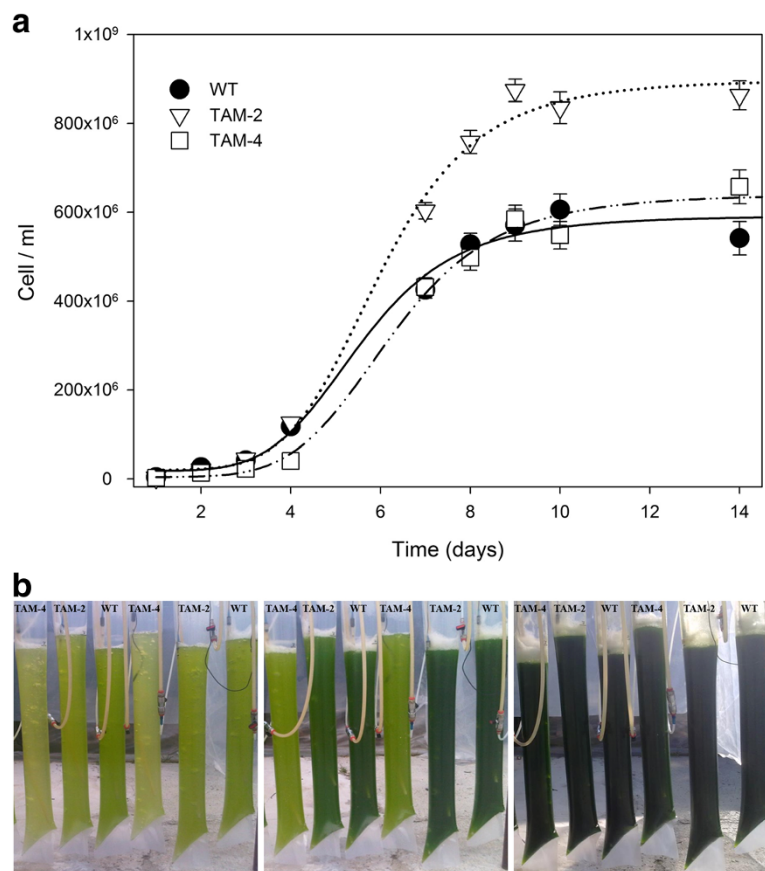 a
1x10⁹
800x10⁶
600x10⁶
400x10⁶
200x10⁶
0
Cell / ml
WT
TAM-2
TAM-4
2 4 6 8 10 12 14
Time (days)
b
TAM-4 TAM-2 WT TAM-4 TAM-2 WT
TAM-4 TAM-2 WT TAM-4 TAM-2 WT
TAM-4 TAM-2 WT TAM-4 TAM-2 WT